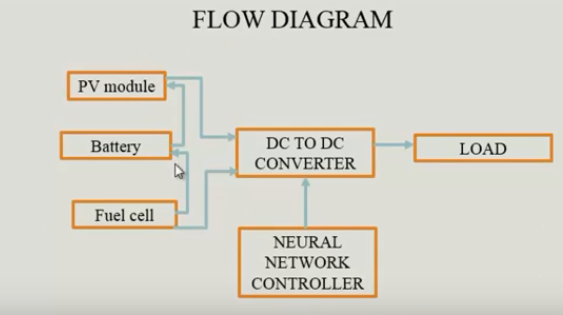 FLOW DIAGRAM
PV module
Battery
Fuel cell
DC TO DC
CONVERTER
LOAD
NEURAL
NETWORK
CONTROLLER